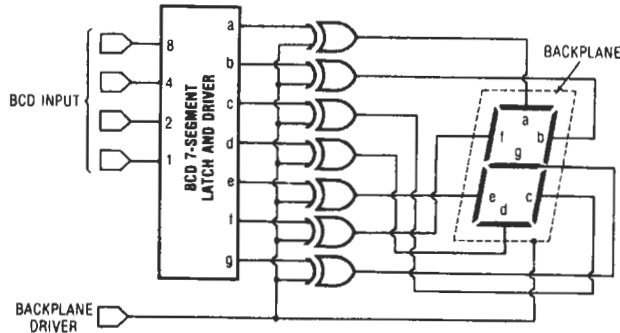 BCD INPUT
8
4
2
1
BCD 7-SEGMENT
LATCH AND DRIVER
a
b
c
d
e
f
g
BACKPLANE
a
f
b
g
e
c
d
BACKPLANE
DRIVER